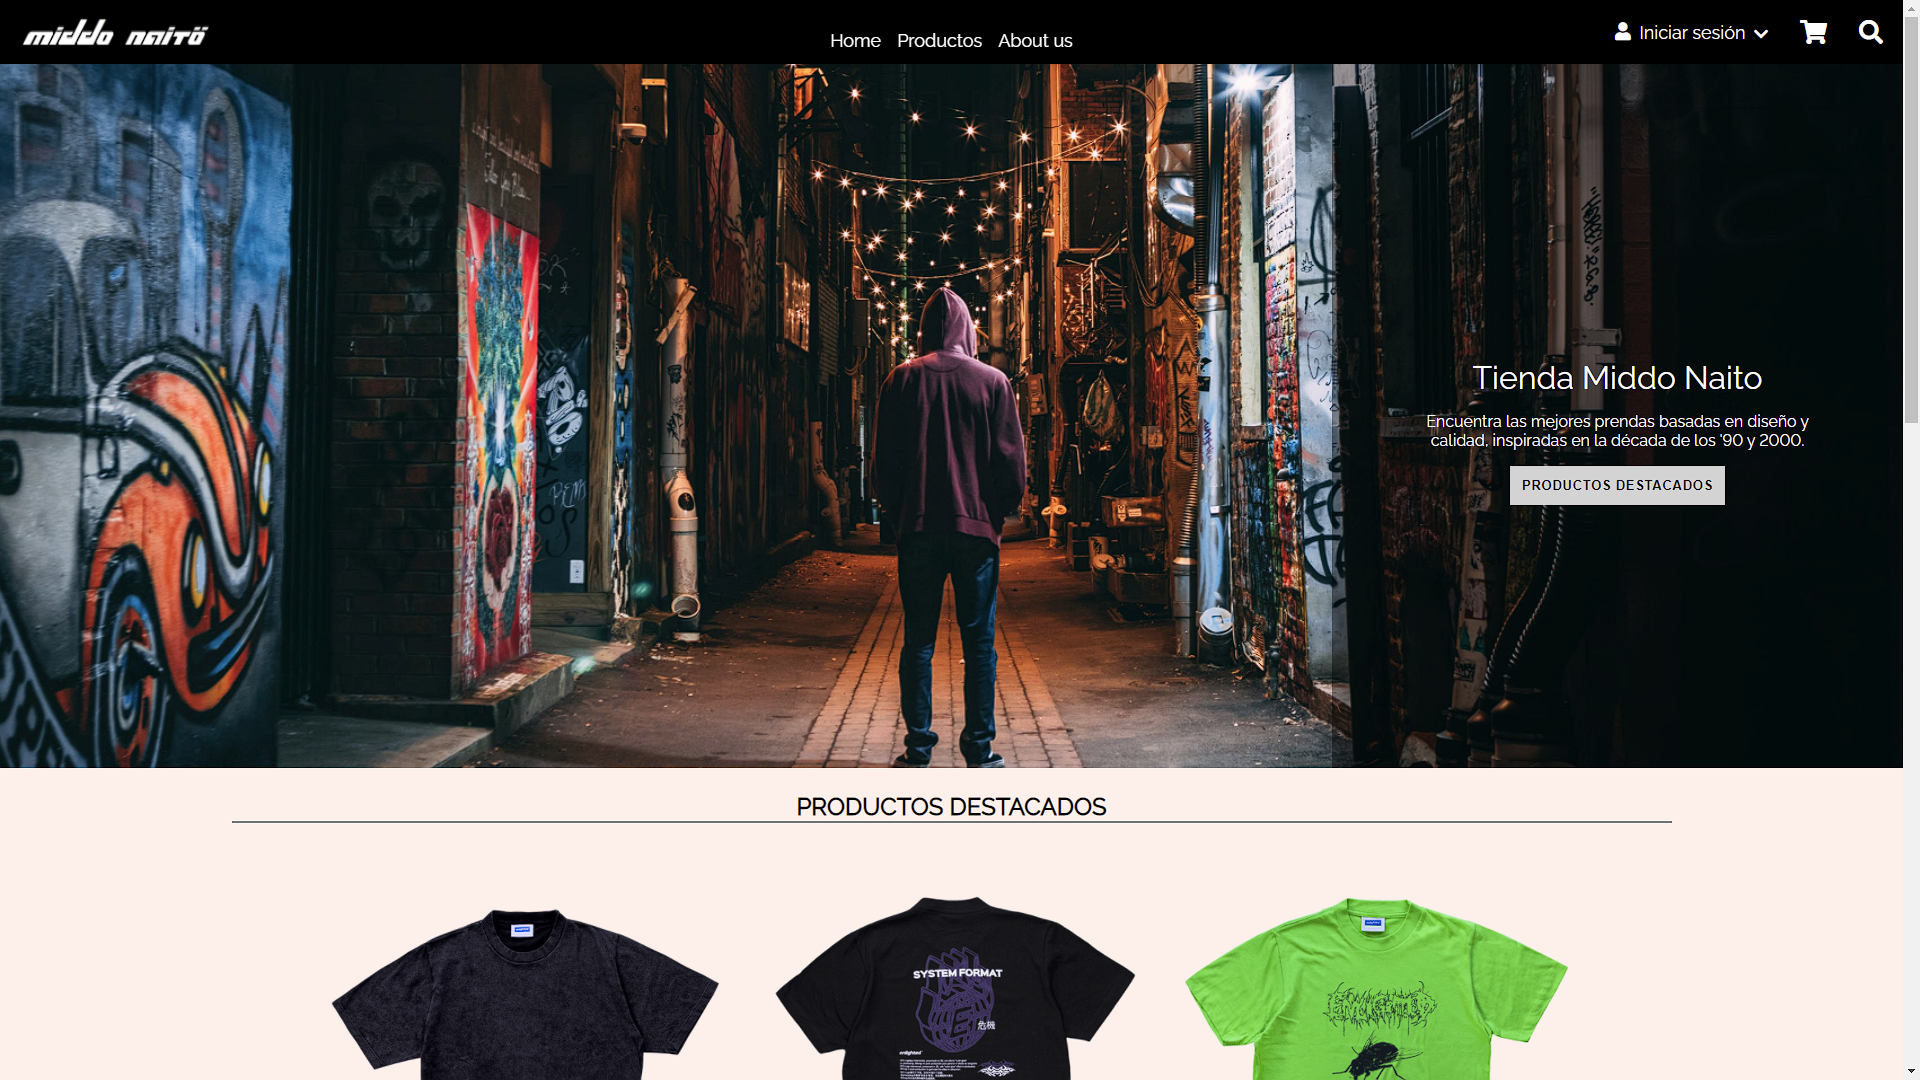 middo naitö
Home Productos About us
Iniciar sesión
Tienda Middo Naito
Encuentra las mejores prendas basadas en diseño y
calidad, inspiradas en la década de los '90 y 2000.
PRODUCTOS DESTACADOS
PRODUCTOS DESTACADOS
SYSTEM FORMAT
危機
enlighted